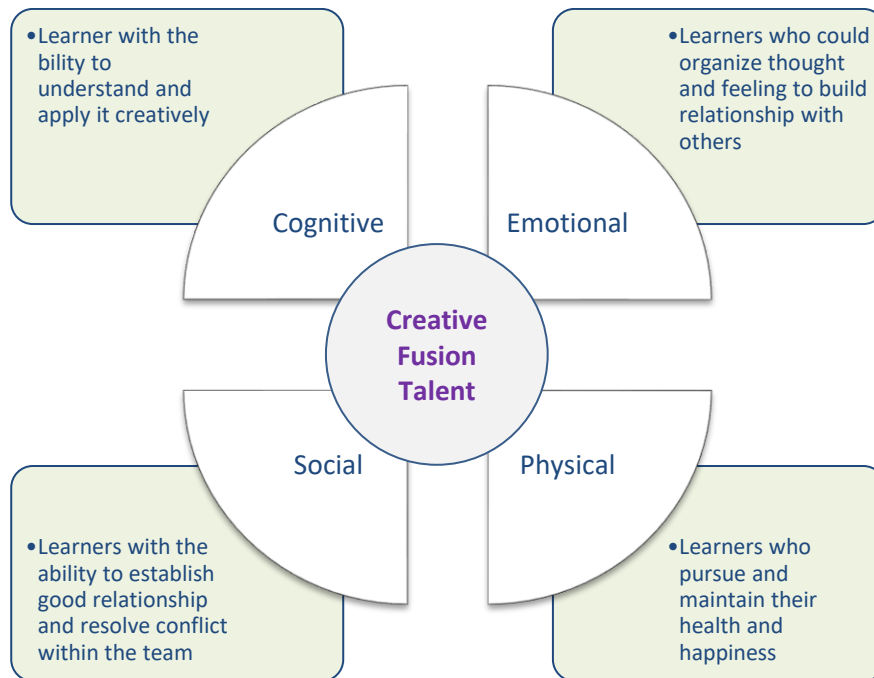 •Learner with the
bility to
understand and
apply it creatively
•Learners who could
organize thought
and feeling to build
relationship with
others
Cognitive
Emotional
Creative
Fusion
Talent
Social
Physical
•Learners with the
ability to establish
good relationship
and resolve conflict
within the team
•Learners who
pursue and
maintain their
health and
happiness